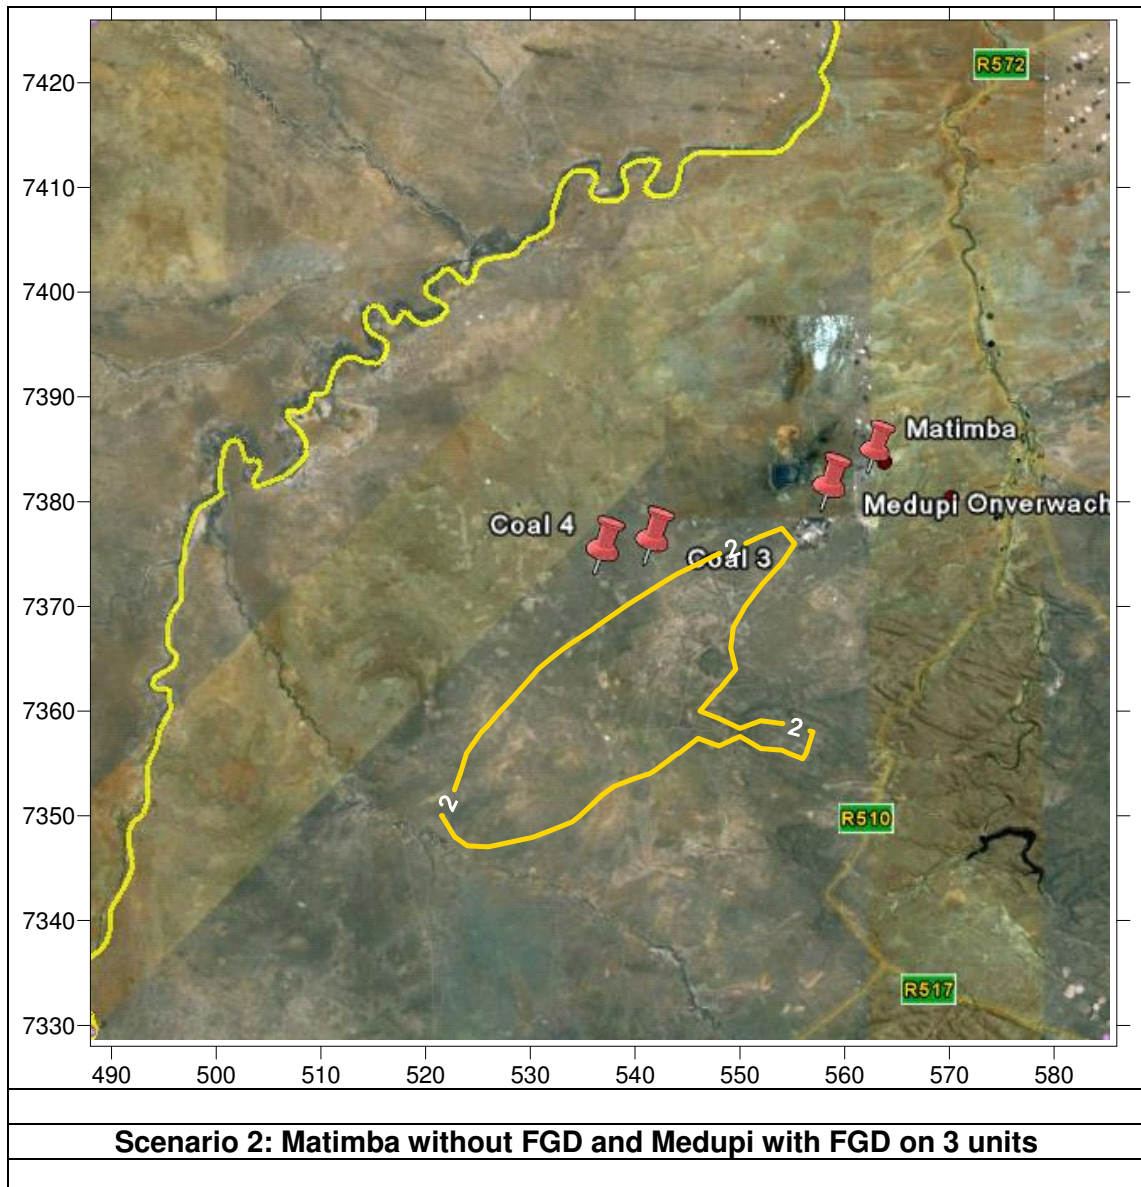 7420
R572
7410
7400
7390
Matimba
7380
Medupi Onverwach
Coal 4
2
Coal 3
7370
7360
2
2
7350
R510
7340
R517
7330
490 500 510 520 530 540 550 560 570 580
Scenario 2: Matimba without FGD and Medupi with FGD on 3 units